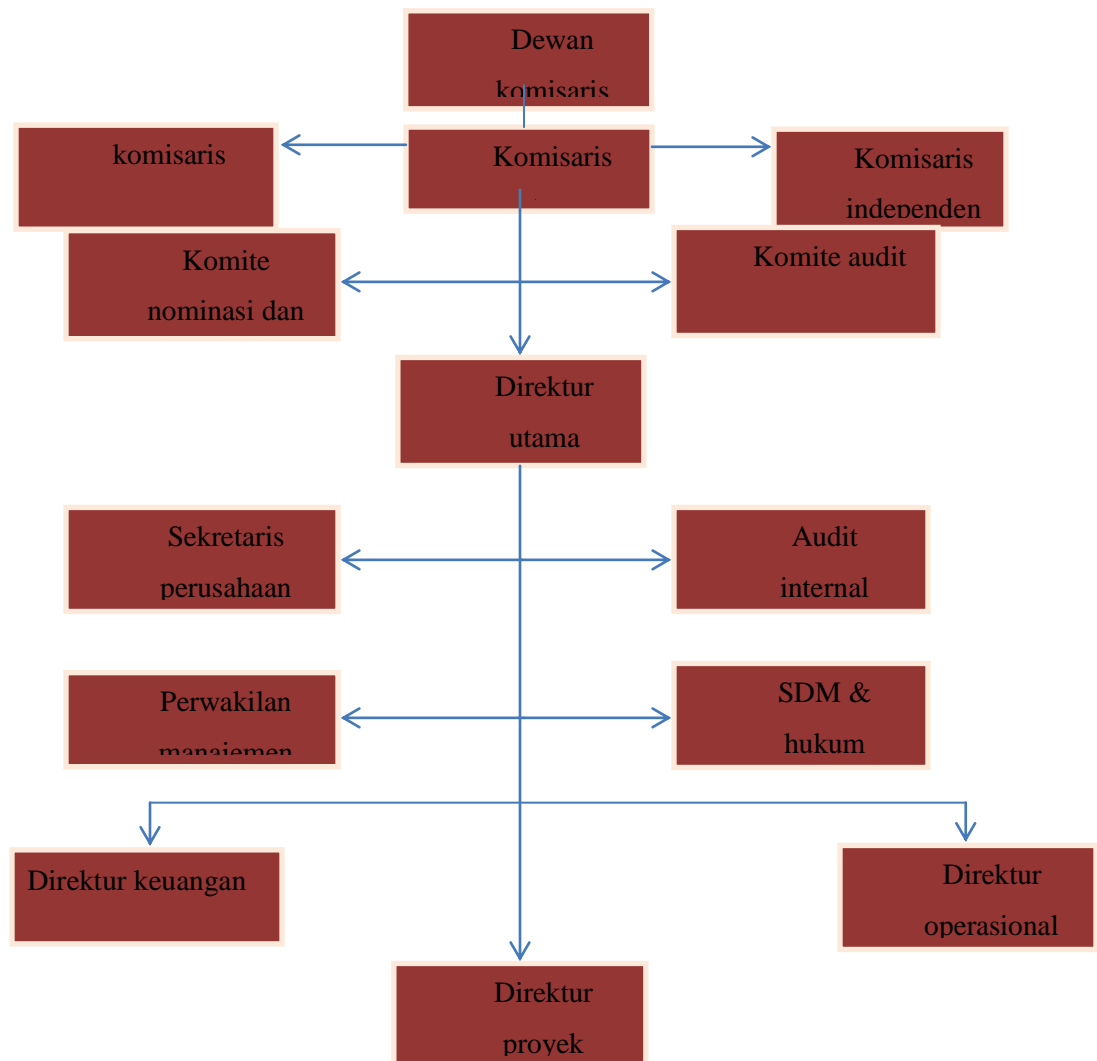 Dewan
komisaris
komisaris
Komisaris
Komisaris
independen
Komite
nominasi dan
Komite audit
Direktur
utama
Sekretaris
perusahaan
Audit
internal
Perwakilan
manajemen
SDM &
hukum
Direktur keuangan
Direktur
operasional
Direktur
proyek